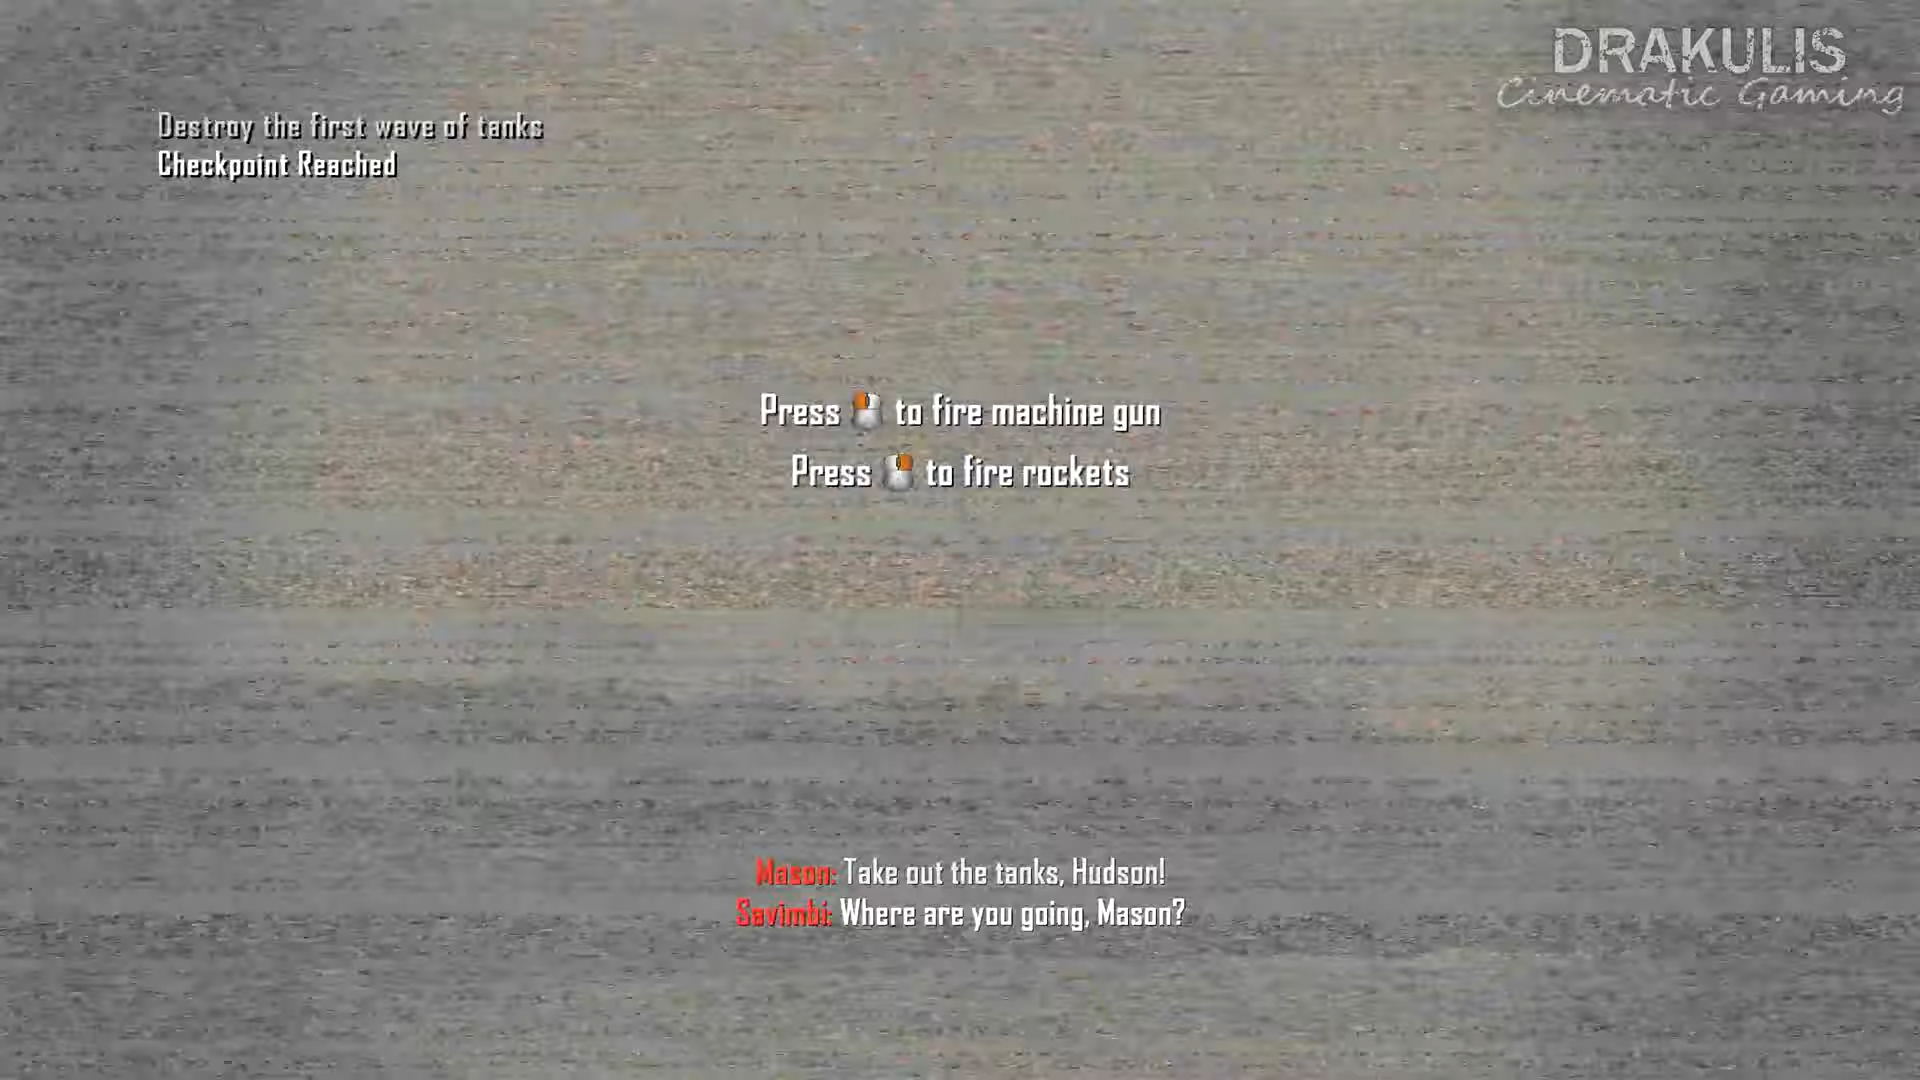 DRAKULIS
Cinematic Gaming
Destroy the first wave of tanks
Checkpoint Reached
Press to fire machine gun
Press to fire rockets
Mason: Take out the tanks, Hudson!
Savimbi: Where are you going, Mason?